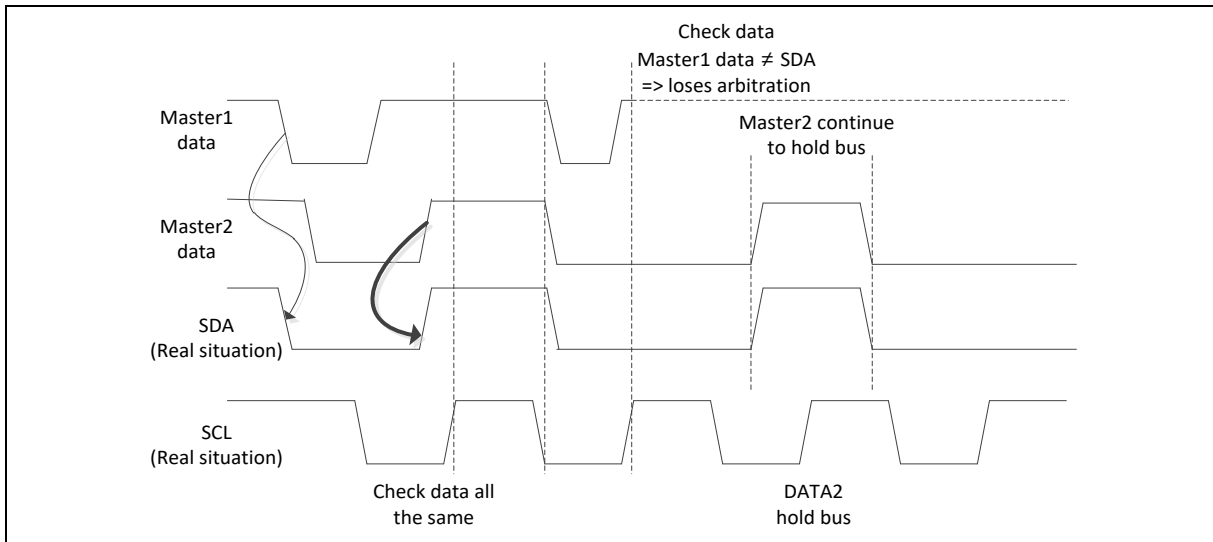 Check data
Master1 data ≠ SDA
=> loses arbitration
Master1
data
Master2 continue
to hold bus
Master2
data
SDA
(Real situation)
SCL
(Real situation)
Check data all
the same
DATA2
hold bus